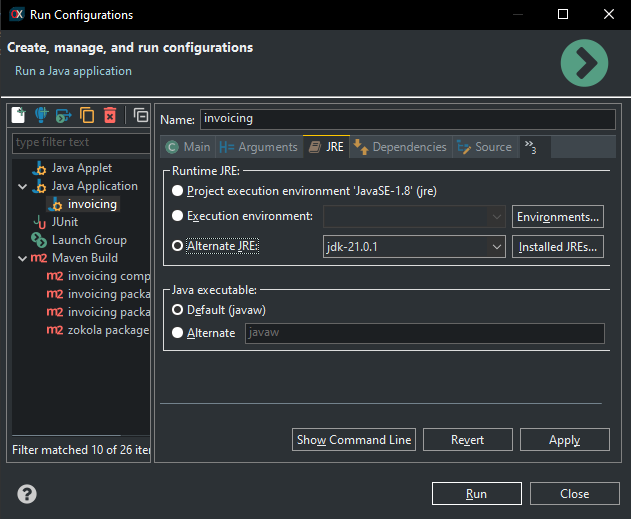 Run Configurations
Create, manage, and run configurations
Run a Java application
type filter text
Java Applet
Java Application
invoicing
JUnit
Launch Group
Maven Build
invoicing comp
invoicing packa
invoicing packa
zokola package
Filter matched 10 of 26 iter
Name: invoicing
Main Arguments JRE Dependencies Source »3
Runtime JRE:
Project execution environment 'JavaSE-1.8' (jre)
Execution environment: Environments...
Alternate JRE: jdk-21.0.1 Installed JREs...
Java executable:
Default (javaw)
Alternate javaw
Show Command Line Revert Apply
Run Close